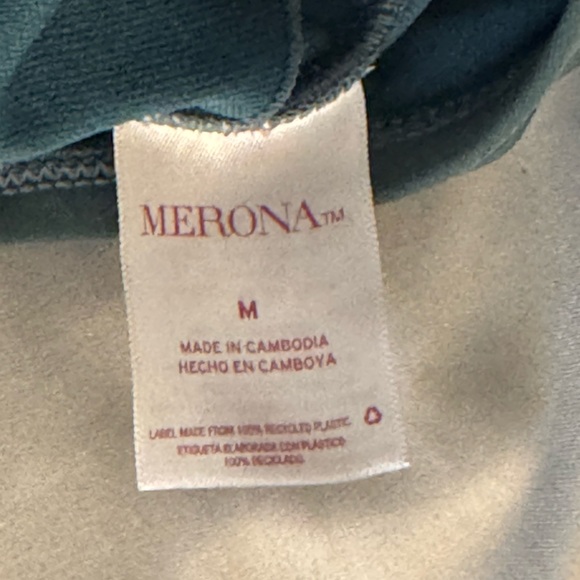 MERONA™
M
MADE IN CAMBODIA
HECHO EN CAMBOYA
LABEL MADE FROM 100% RECYCLED PLASTIC
ETIQUETA ELABORADA CON PLASTICO
100% RECICLADO